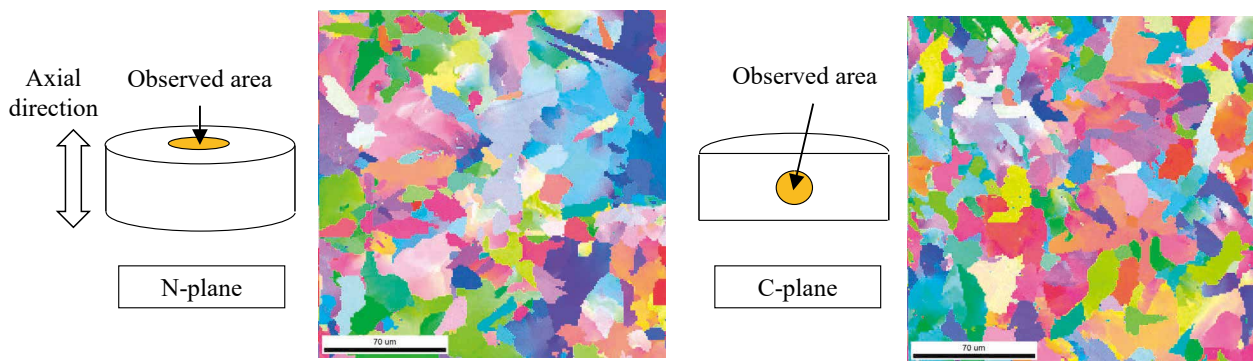 Axial
direction
Observed area
N-plane
70 um
Observed area
C-plane
70 um